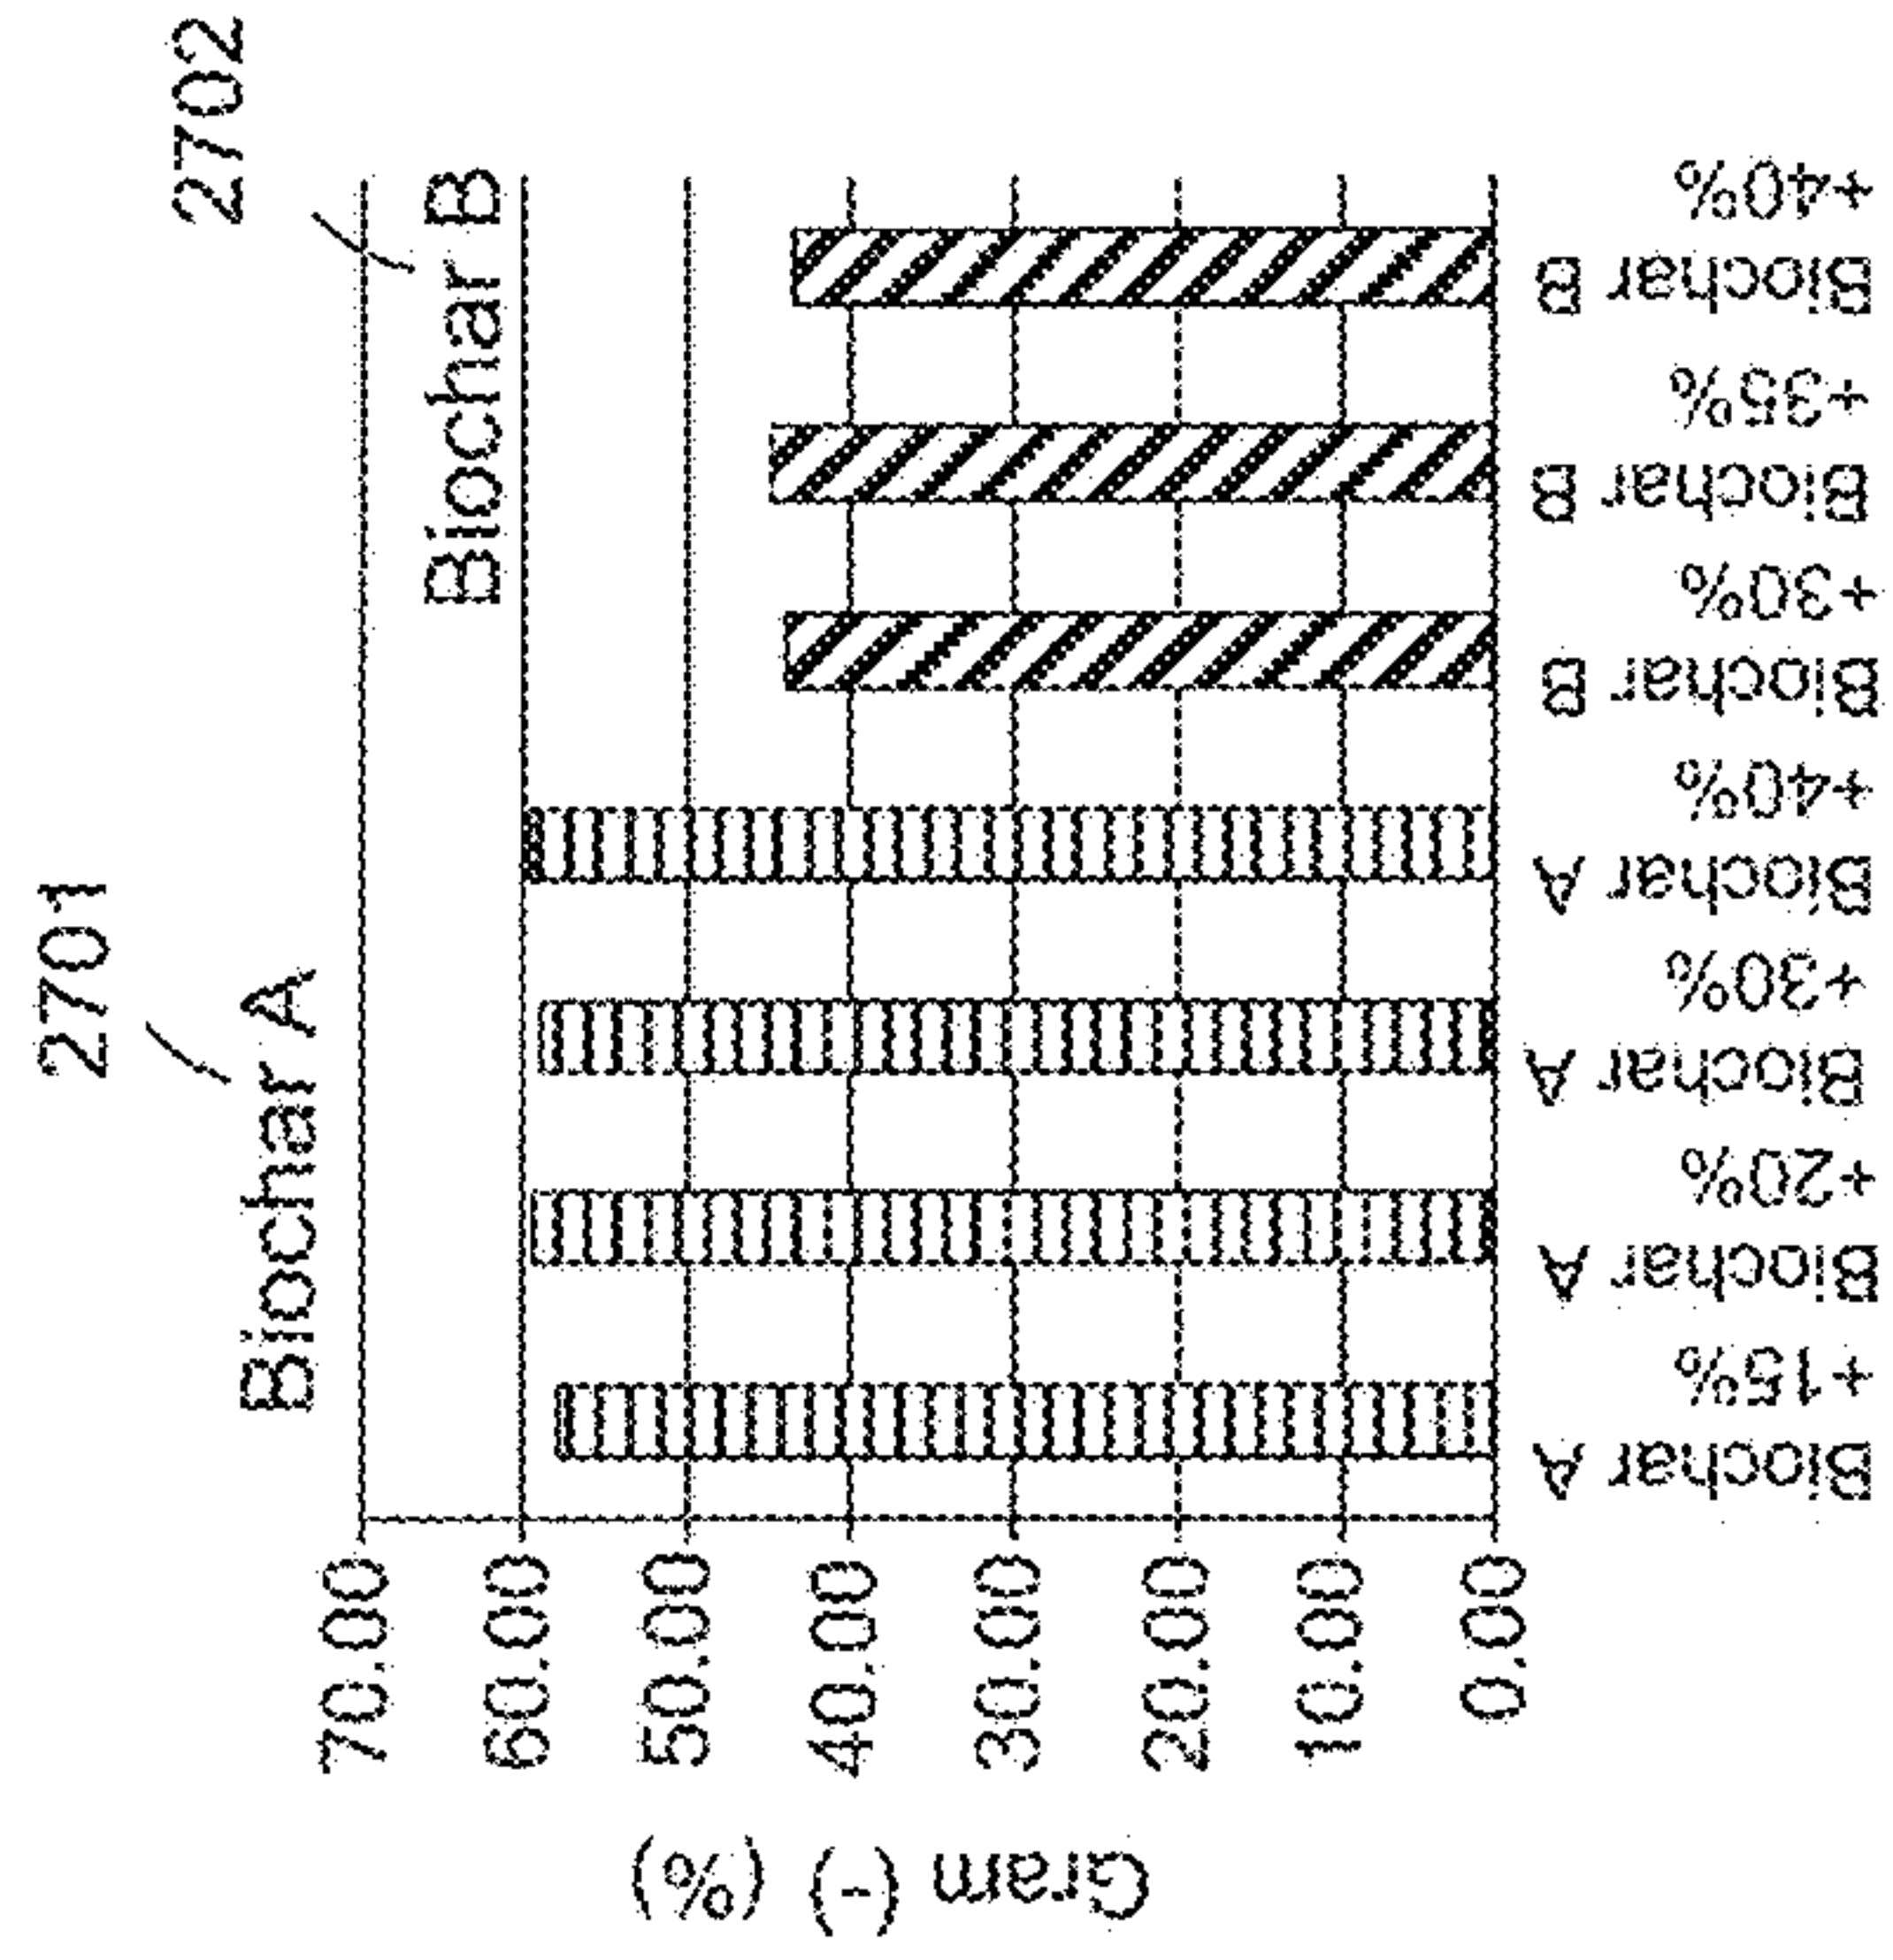 2701
Biochar A
2702
Biochar B
Gram (-) (%)
70.00
60.00
50.00
40.00
30.00
20.00
10.00
0.00
Biochar A
+15%
Biochar A
+20%
Biochar A
+30%
Biochar A
+40%
Biochar B
+30%
Biochar B
+35%
Biochar B
+40%